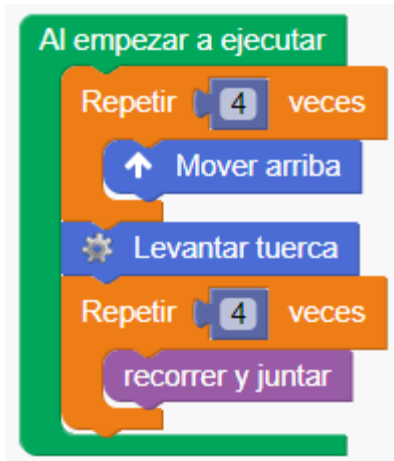 Al empezar a ejecutar
Repetir 4 veces
Mover arriba
Levantar tuerca
Repetir 4 veces
recorrer y juntar